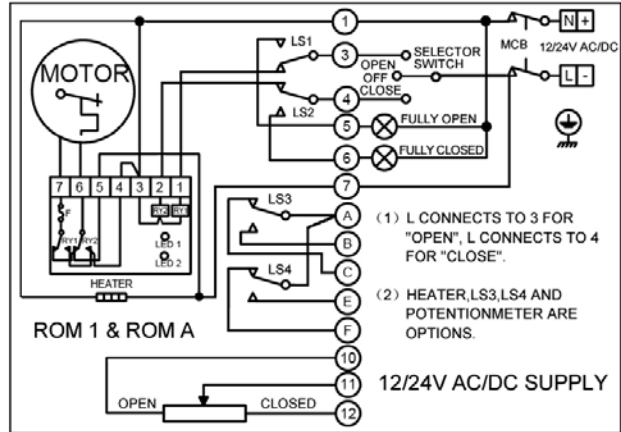 1
N +
MCB 12/24V AC/DC
L -
LS1
3
SELECTOR
SWITCH
OPEN
OFF
CLOSE
4
LS2
5
FULLY OPEN
6
FULLY CLOSED
MOTOR
7 6 5 4 3 2 1
F
RY1
RY2
RY2
RY1
LED 1
LED 2
HEATER
ROM 1 & ROM A
7
LS3
A
B
C
LS4
E
F
(1) L CONNECTS TO 3 FOR
"OPEN", L CONNECTS TO 4
FOR "CLOSE".
(2) HEATER,LS3,LS4 AND
POTENTIONMETER ARE
OPTIONS.
10
11
12
OPEN
CLOSED
12/24V AC/DC SUPPLY